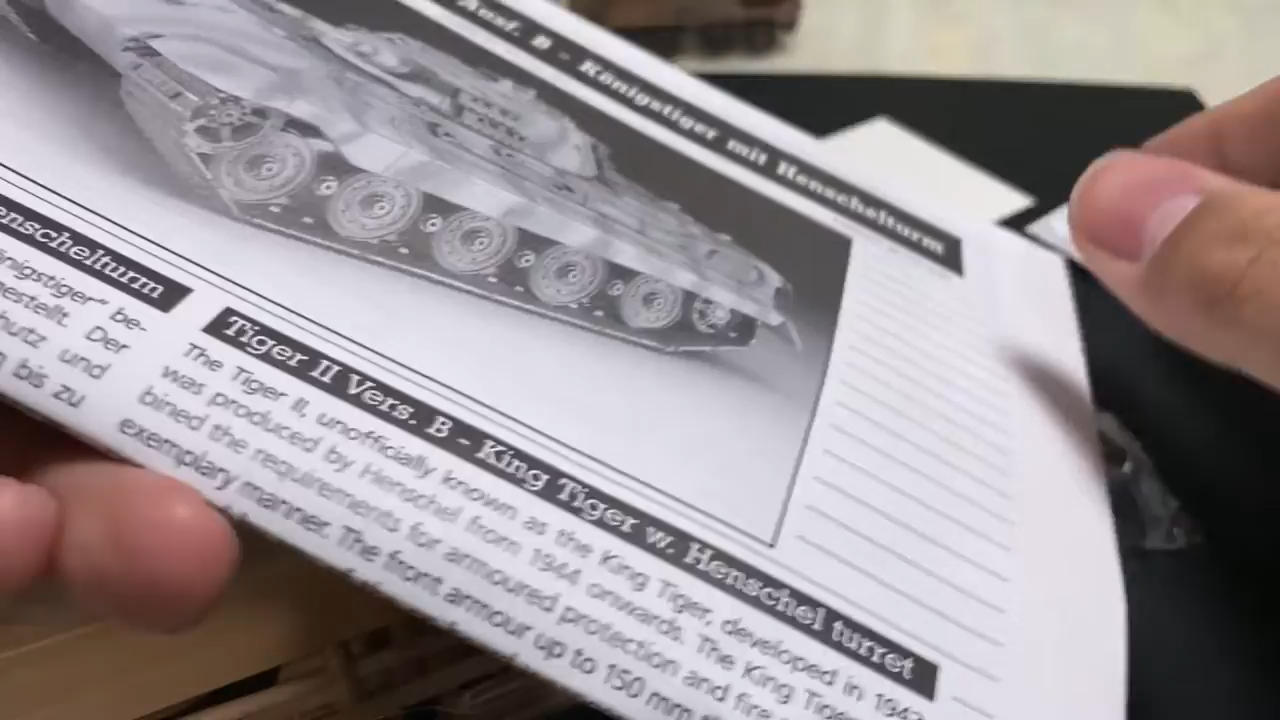 Ausf. B - Königstiger mit Henschelturm
enschelturm
önigstiger" be-
gestellt. Der
hutz und
n bis zu
Tiger II Vers. B - King Tiger w. Henschel turret
The Tiger II, unofficially known as the King Tiger, developed in 1942
was produced by Henschel from 1944 onwards. The King Tiger
bined the requirements for armoured protection and fire
exemplary manner. The front armour up to 150 mm